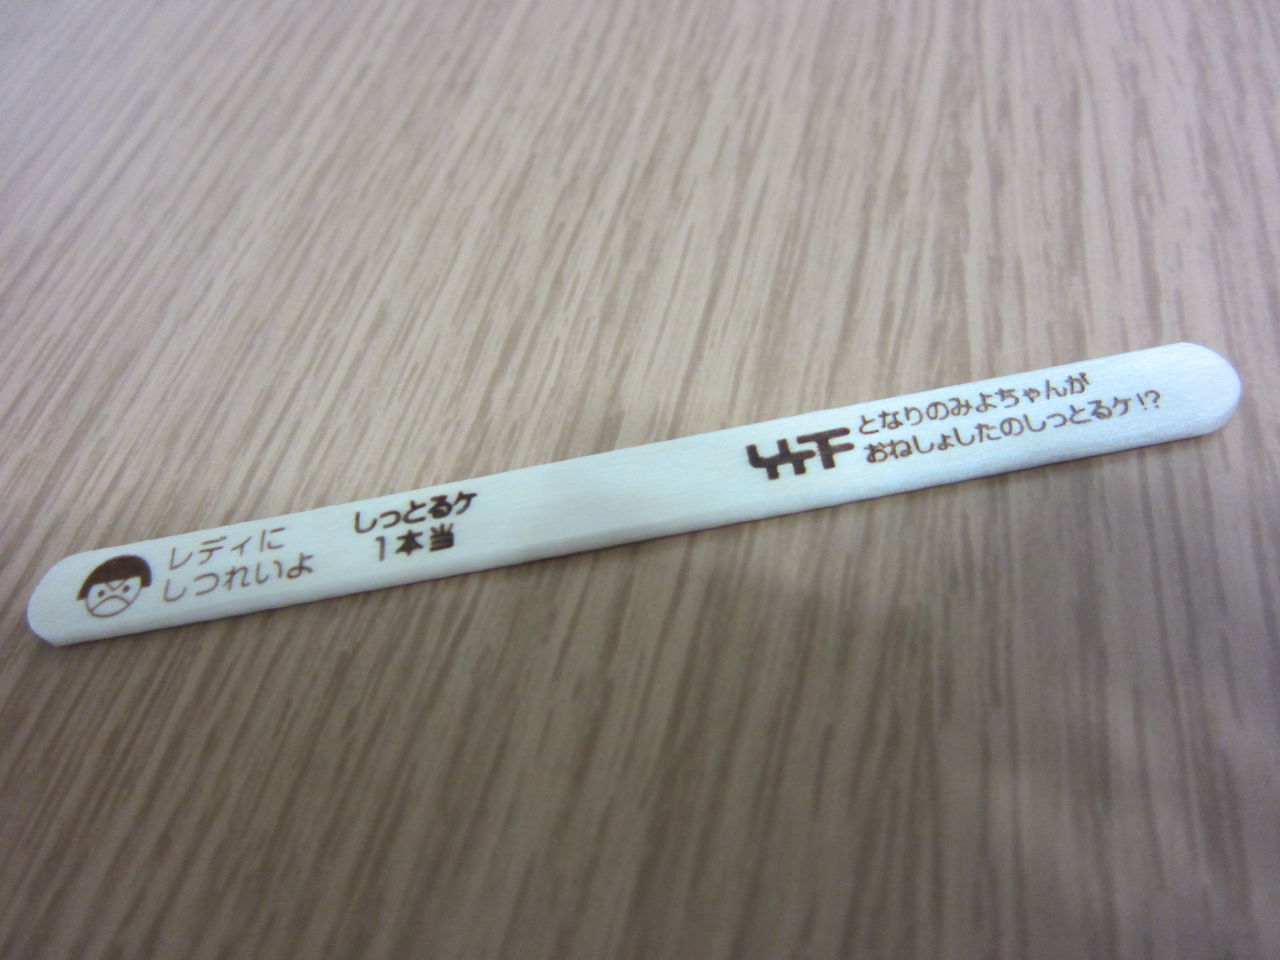 レディに
しつれいよ
しっとるケ
1本当
となりのみよちゃんが
おねしょしたのしっとるケ!?